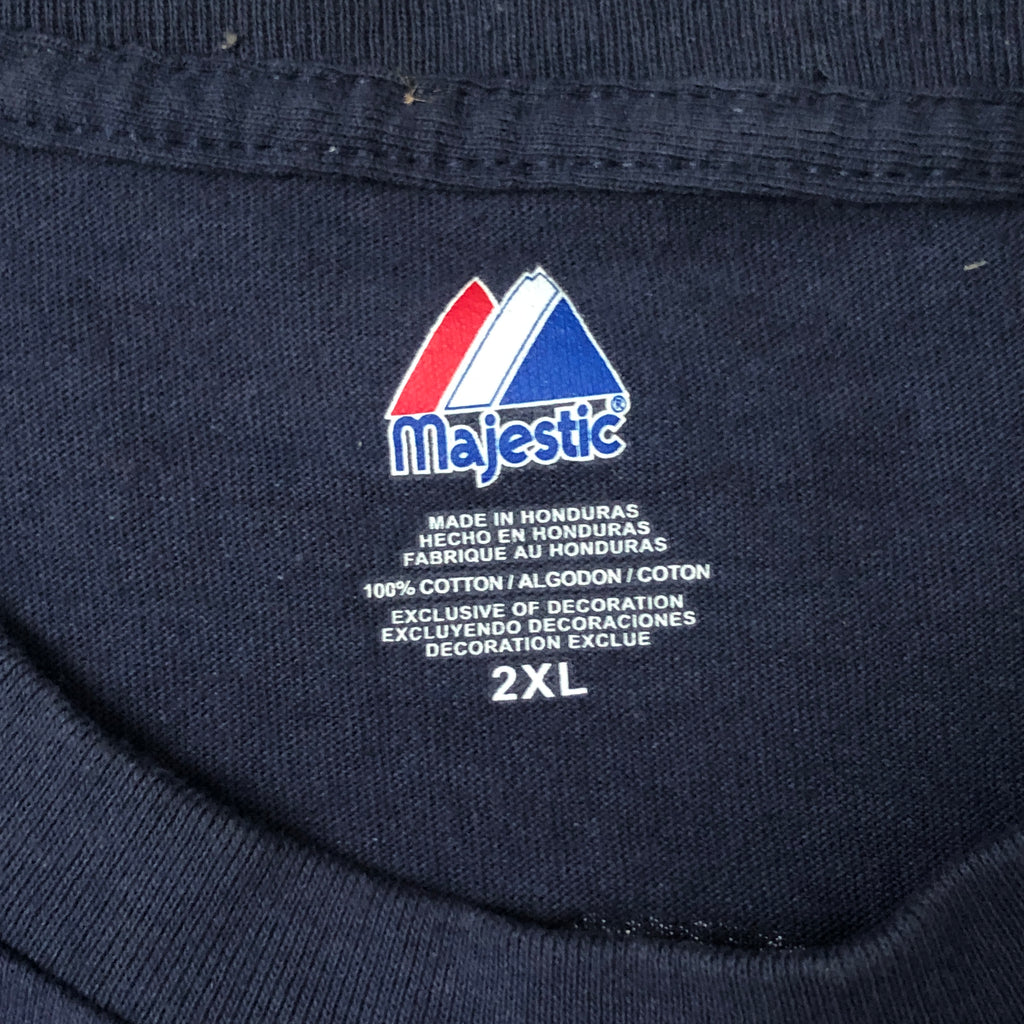 Majestic®
MADE IN HONDURAS
HECHO EN HONDURAS
FABRIQUE AU HONDURAS
100% COTTON / ALGODON / COTON
EXCLUSIVE OF DECORATION
EXCLUYENDO DECORACIONES
DECORATION EXCLUE
2XL